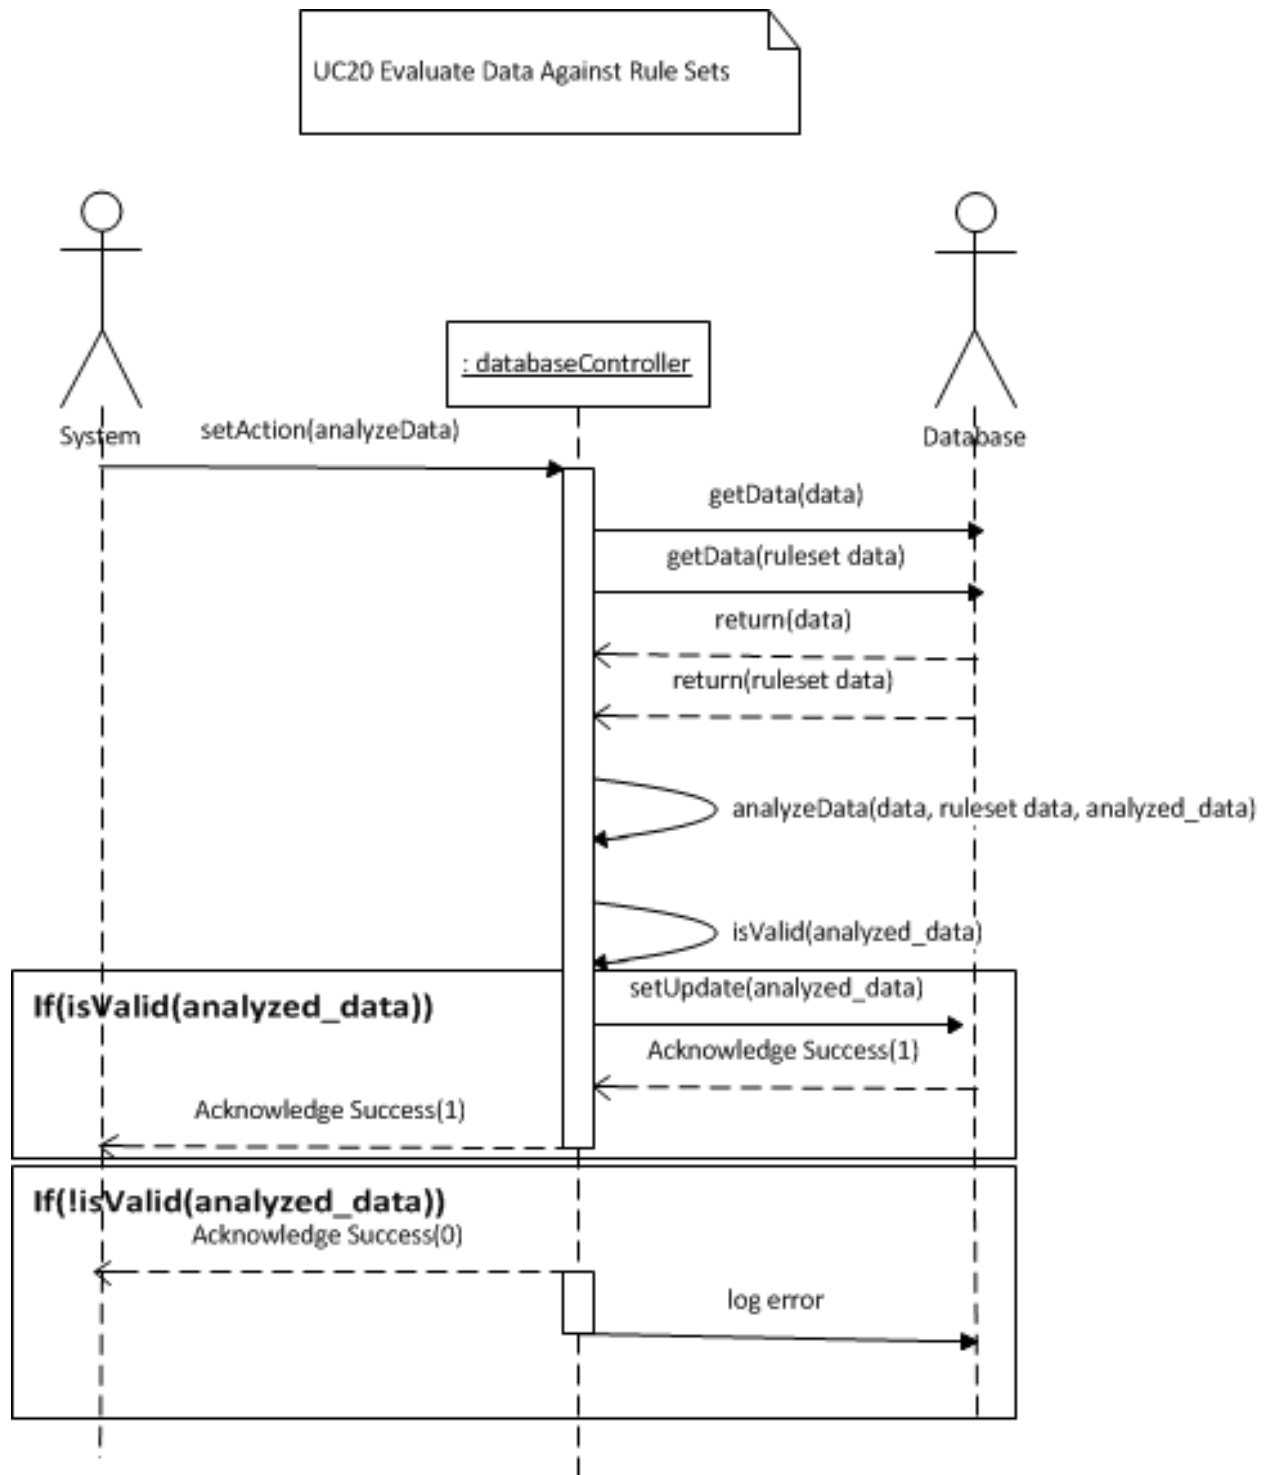 UC20 Evaluate Data Against Rule Sets
: databaseController
System
setAction(analyzeData)
Database
getData(data)
getData(ruleset data)
return(data)
return(ruleset data)
analyzeData(data, ruleset data, analyzed_data)
isValid(analyzed_data)
If(isValid(analyzed_data))
setUpdate(analyzed_data)
Acknowledge Success(1)
Acknowledge Success(1)
If(!isValid(analyzed_data))
Acknowledge Success(0)
log error